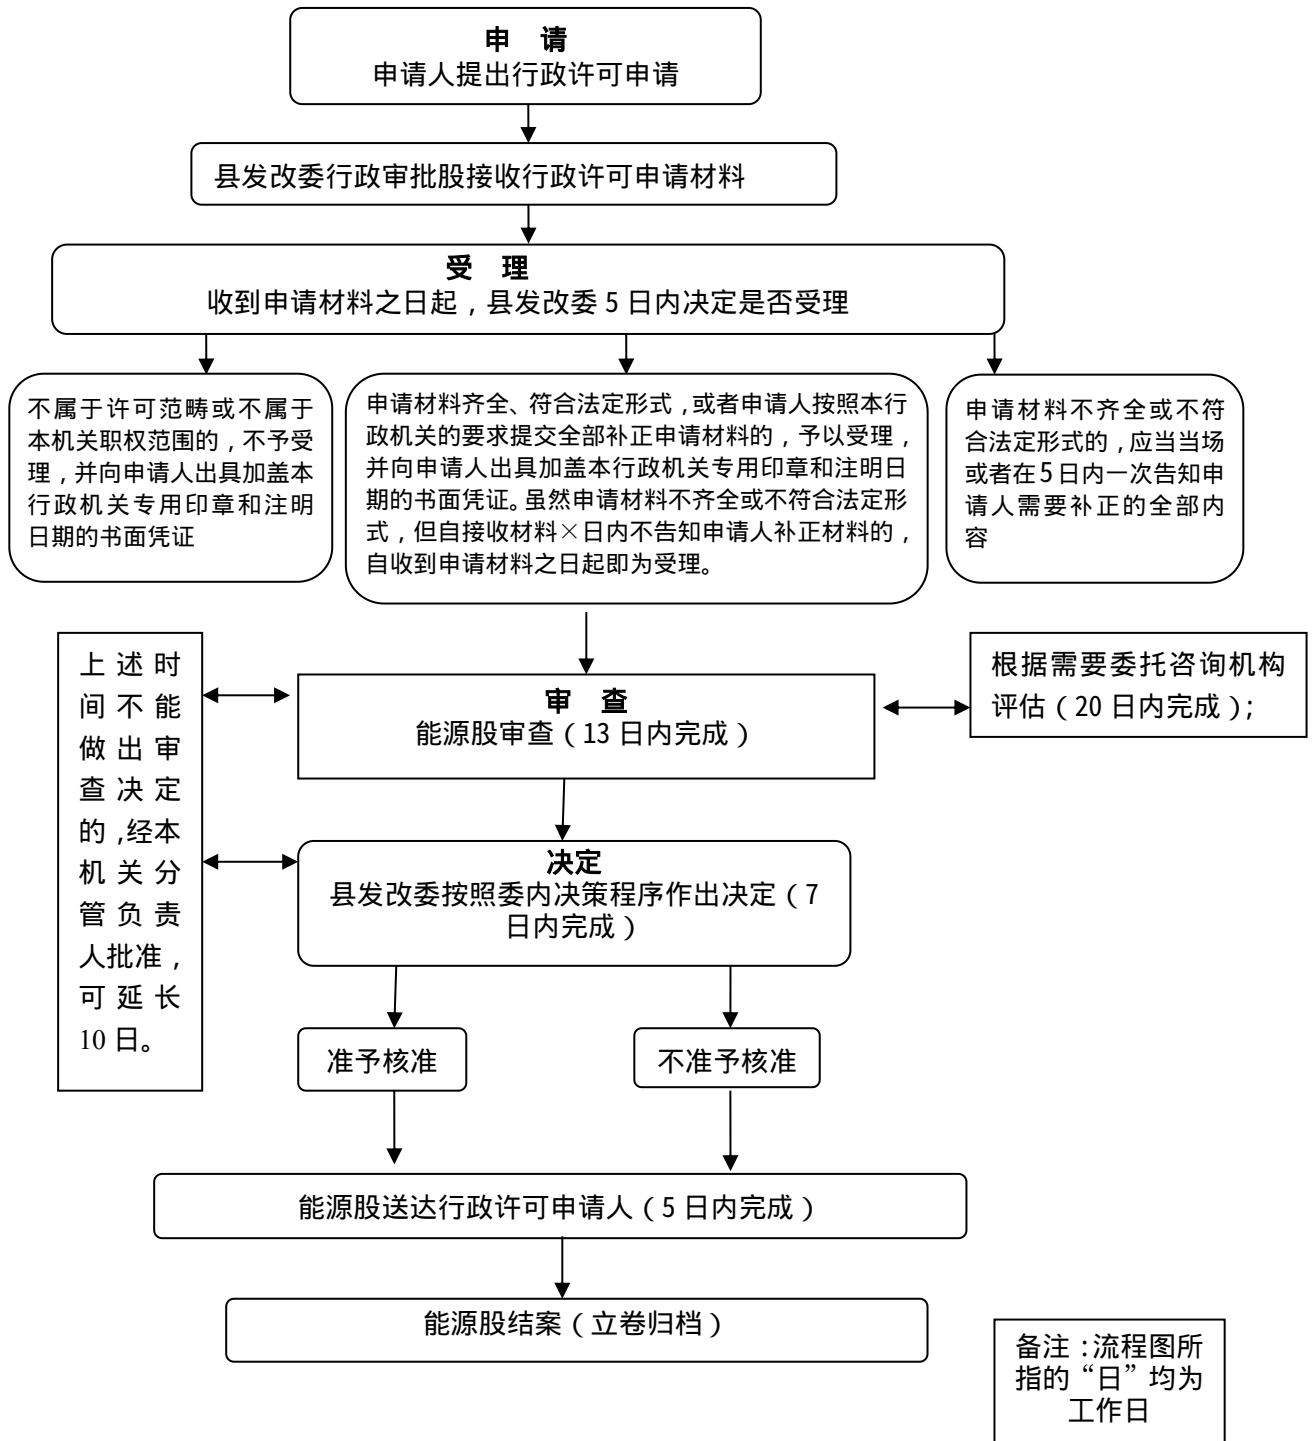 申 请
申请人提出行政许可申请
县发改委行政审批股接收行政许可申请材料
受 理
收到申请材料之日起，县发改委 5 日内决定是否受理
不属于许可范畴或不属于
本机关职权范围的，不予受
理，并向申请人出具加盖本
行政机关专用印章和注明
日期的书面凭证
申请材料齐全、符合法定形式，或者申请人按照本行
政机关的要求提交全部补正申请材料的，予以受理，
并向申请人出具加盖本行政机关专用印章和注明日
期的书面凭证。虽然申请材料不齐全或不符合法定形
式，但自接收材料×日内不告知申请人补正材料的，
自收到申请材料之日起即为受理。
申请材料不齐全或不符
合法定形式的，应当当场
或者在 5 日内一次告知申
请人需要补正的全部内
容
上述时
间不能
做出审
查决定
的，经本
机关分
管负责
人批准，
可延长
10 日。
审 查
能源股审查（13 日内完成）
根据需要委托咨询机构
评估（20 日内完成）；
决定
县发改委按照委内决策程序作出决定（7
日内完成）
准予核准
不准予核准
能源股送达行政许可申请人（5 日内完成）
能源股结案（立卷归档）
备注：流程图所
指的“日”均为
工作日